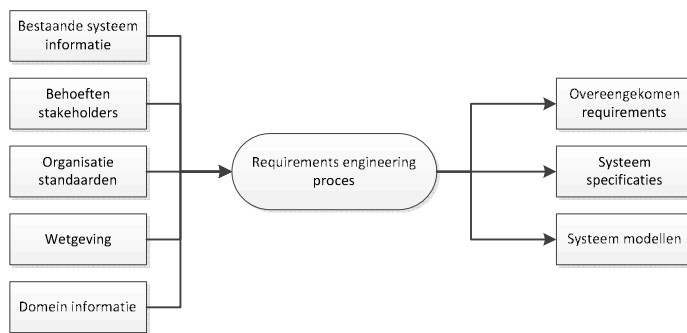 Bestaande systeem
informatie
Behoeften
stakeholders
Organisatie
standaarden
Wetgeving
Domein informatie
Requirements engineering
proces
Overeengekomen
requirements
Systeem
specificaties
Systeem modellen